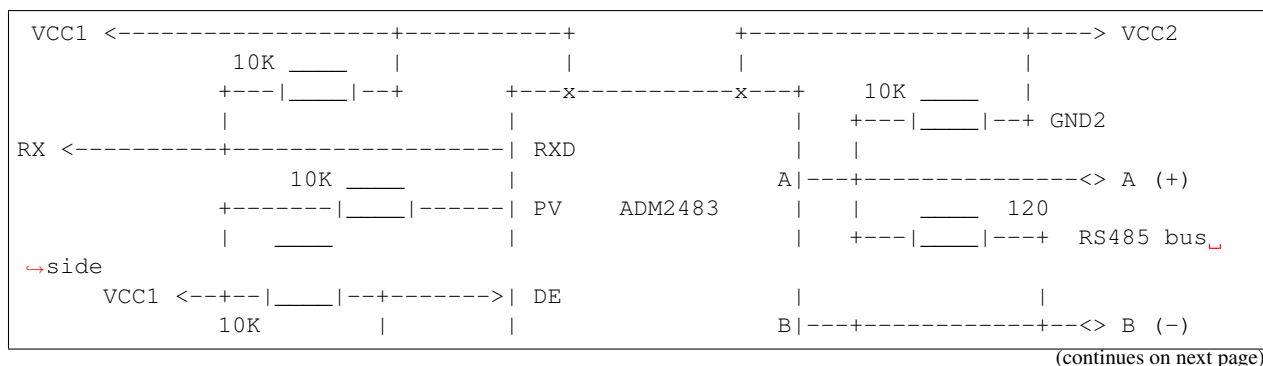 VCC1 <-------------------+-----------+           +-------------------+----> VCC2
              10K ____   |           |           |                   |
             +---|____|--+       +---x-----------x---+    10K ____   |
             |                   |                   |   +---|____|--+ GND2
RX <----------+-------------------| RXD               |   |
                  10K ____       |                  A|---+---------------<> A (+)
             +-------|____|------| PV    ADM2483     |   |    ____  120
             |   ____            |                   |   +---|____|---+  RS485 bus␣
↪side
     VCC1 <--+--|____|--+------->| DE                |                |
             10K        |        |                  B|---+------------+--<> B (-)
(continues on next page)